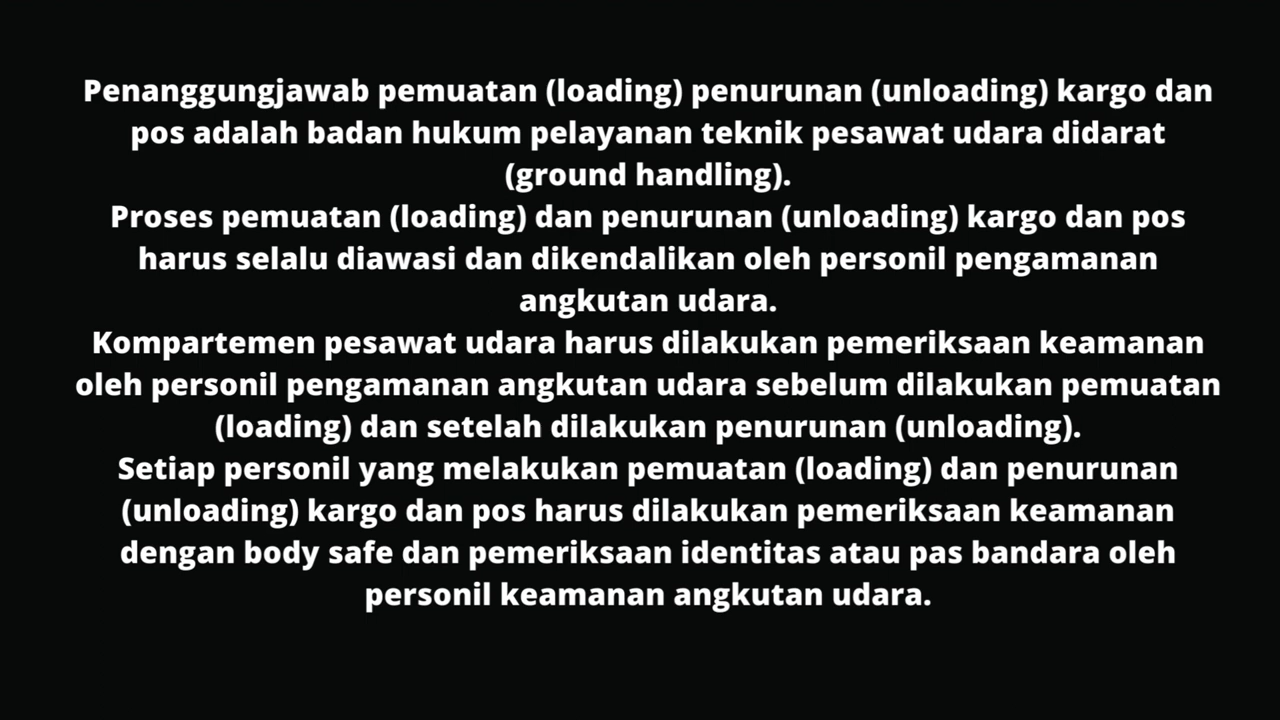 Penanggungjawab pemuatan (loading) penurunan (unloading) kargo dan
pos adalah badan hukum pelayanan teknik pesawat udara didarat
(ground handling).
Proses pemuatan (loading) dan penurunan (unloading) kargo dan pos
harus selalu diawasi dan dikendalikan oleh personil pengamanan
angkutan udara.
Kompartemen pesawat udara harus dilakukan pemeriksaan keamanan
oleh personil pengamanan angkutan udara sebelum dilakukan pemuatan
(loading) dan setelah dilakukan penurunan (unloading).
Setiap personil yang melakukan pemuatan (loading) dan penurunan
(unloading) kargo dan pos harus dilakukan pemeriksaan keamanan
dengan body safe dan pemeriksaan identitas atau pas bandara oleh
personil keamanan angkutan udara.